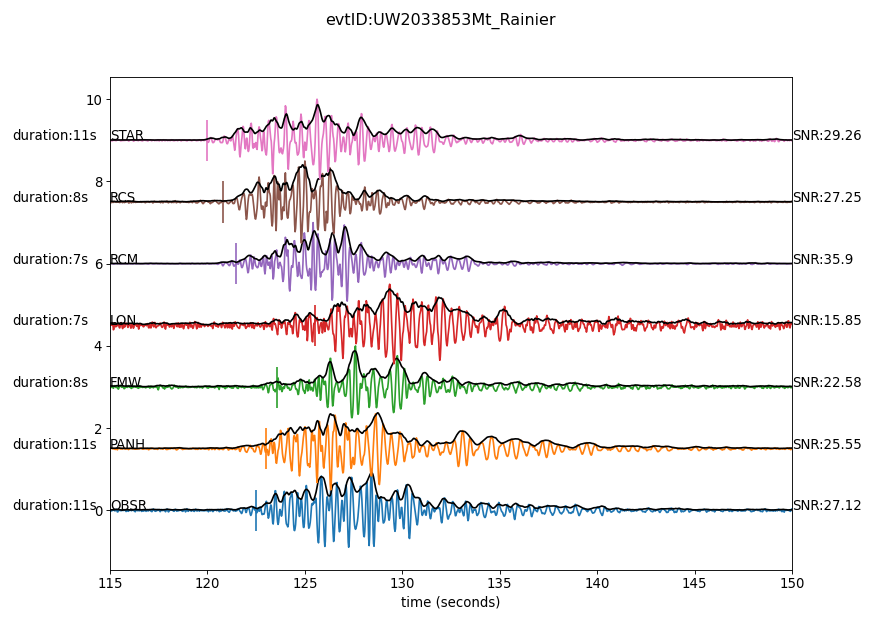 evtID:UW2033853Mt_Rainier
10
duration:11s STAR SNR:29.26
8
duration:8s RCS SNR:27.25
duration:7s RCM SNR:35.9
6
duration:7s LON SNR:15.85
4
duration:8s FMW SNR:22.58
2
duration:11s PANH SNR:25.55
duration:11s OBSR SNR:27.12
0
115 120 125 130 135 140 145 150
time (seconds)